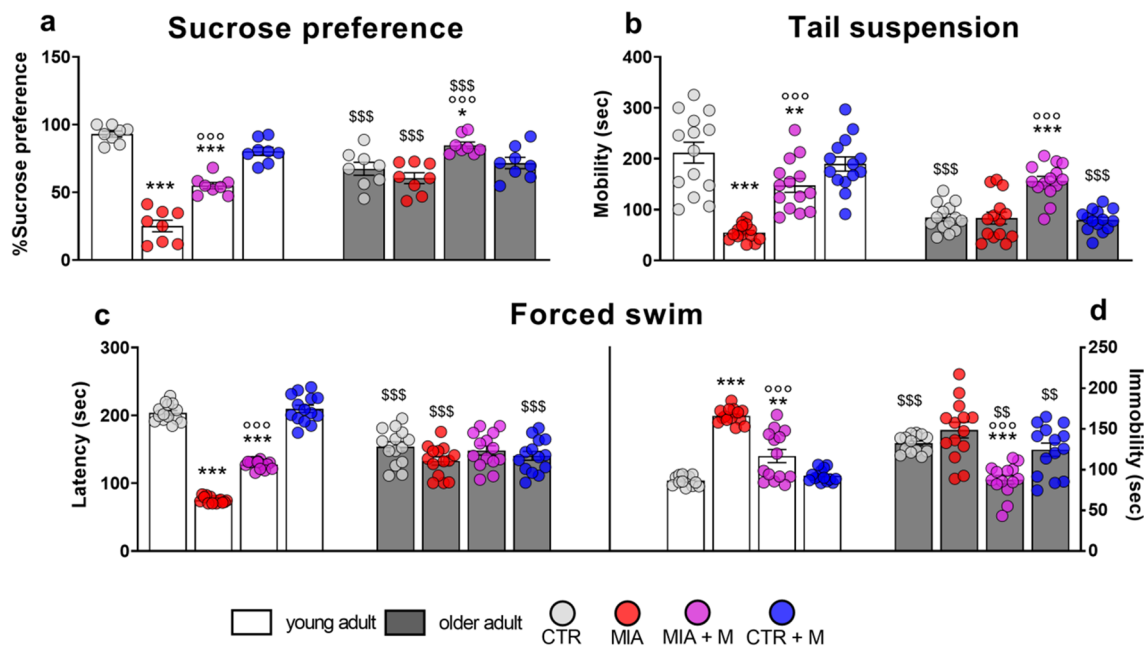 a
Sucrose preference
%Sucrose preference
150
100
50
0
***
°°°
***
$$$
$$$
$$$
°°°
*
b
Tail suspension
Mobility (sec)
400
300
200
100
0
***
°°°
**
$$$
°°°
***
$$$
c
Forced swim
d
Latency (sec)
300
200
100
0
***
°°°
***
$$$
$$$
$$$
***
°°°
**
$$$
$$
°°°
***
$$
250
200
150
100
50
0
Immobility (sec)
young adult
older adult
CTR
MIA
MIA + M
CTR + M